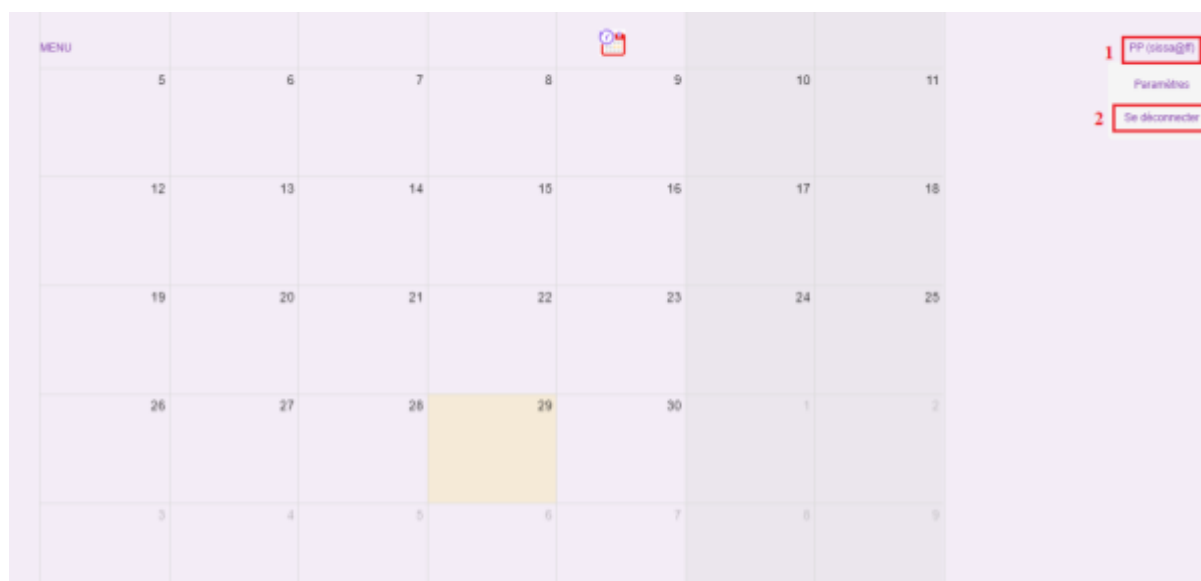 MENU
1 PP (sissa@ff)
5 6 7 8 9 10 11
Paramètres
2 Se déconnecter
12 13 14 15 16 17 18
19 20 21 22 23 24 25
26 27 28 29 30 1 2
3 4 5 6 7 8 9